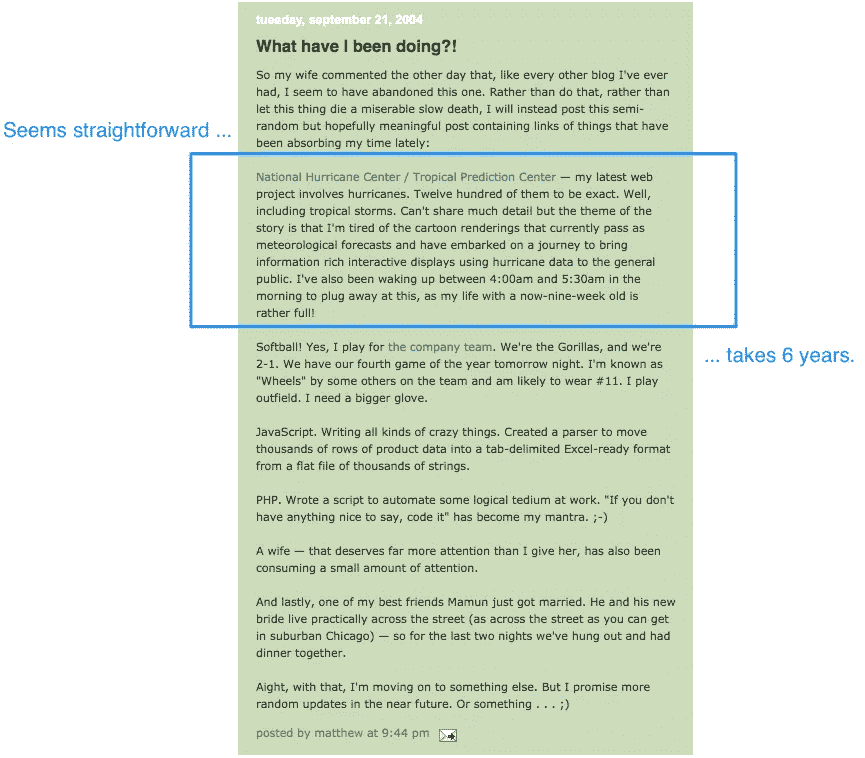 tuesday, september 21, 2004
What have I been doing?!
So my wife commented the other day that, like every other blog I've ever
had, I seem to have abandoned this one. Rather than do that, rather than
let this thing die a miserable slow death, I will instead post this semi-
random but hopefully meaningful post containing links of things that have
been absorbing my time lately:
Seems straightforward ...
National Hurricane Center / Tropical Prediction Center — my latest web
project involves hurricanes. Twelve hundred of them to be exact. Well,
including tropical storms. Can't share much detail but the theme of the
story is that I'm tired of the cartoon renderings that currently pass as
meteorological forecasts and have embarked on a journey to bring
information rich interactive displays using hurricane data to the general
public. I've also been waking up between 4:00am and 5:30am in the
morning to plug away at this, as my life with a now-nine-week old is
rather full!
... takes 6 years.
Softball! Yes, I play for the company team. We're the Gorillas, and we're
2-1. We have our fourth game of the year tomorrow night. I'm known as
"Wheels" by some others on the team and am likely to wear #11. I play
outfield. I need a bigger glove.
JavaScript. Writing all kinds of crazy things. Created a parser to move
thousands of rows of product data into a tab-delimited Excel-ready format
from a flat file of thousands of strings.
PHP. Wrote a script to automate some logical tedium at work. "If you don't
have anything nice to say, code it" has become my mantra. ;-)
A wife — that deserves far more attention than I give her, has also been
consuming a small amount of attention.
And lastly, one of my best friends Mamun just got married. He and his new
bride live practically across the street (as across the street as you can get
in suburban Chicago) — so for the last two nights we've hung out and had
dinner together.
Aight, with that, I'm moving on to something else. But I promise more
random updates in the near future. Or something . . . ;)
posted by matthew at 9:44 pm